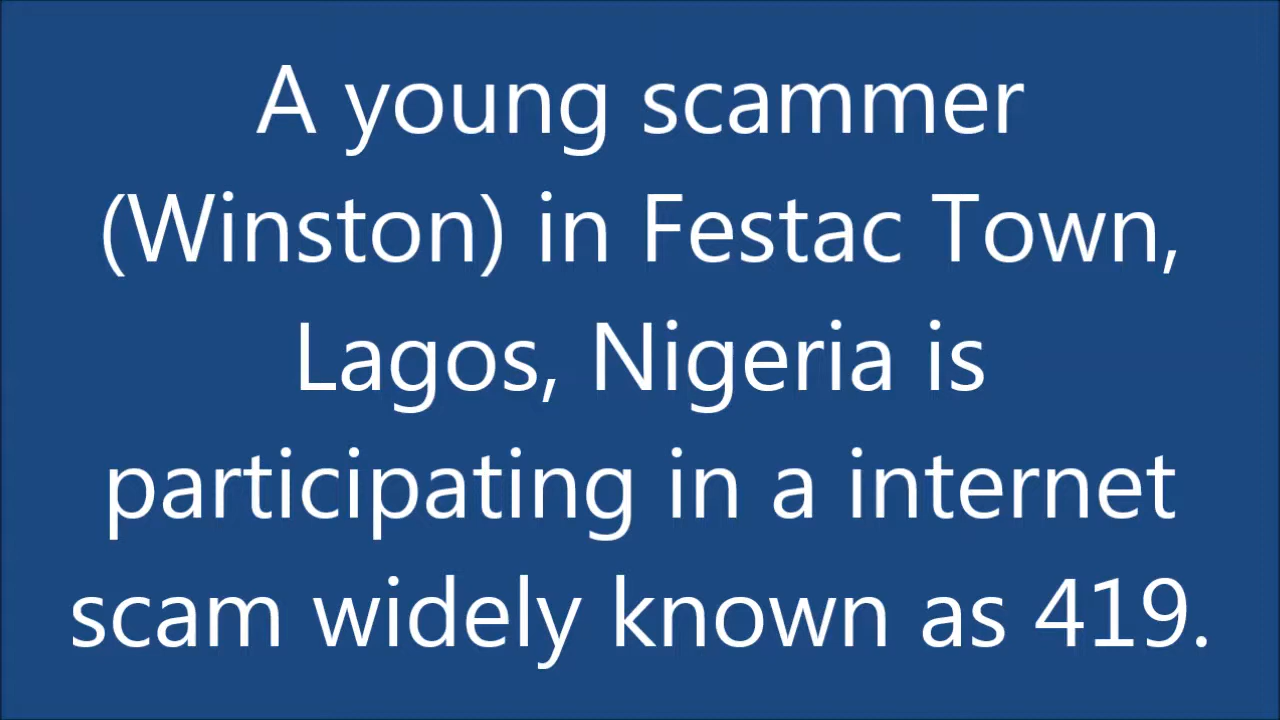 A young scammer
(Winston) in Festac Town,
Lagos, Nigeria is
participating in a internet
scam widely known as 419.